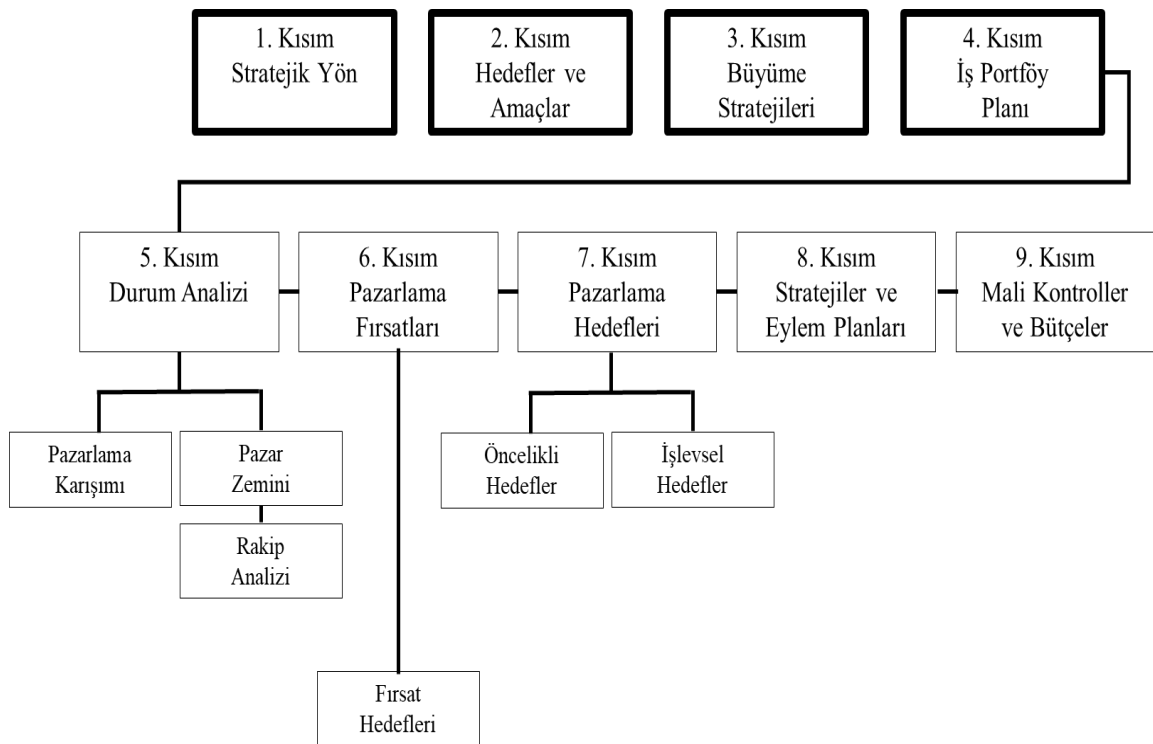 1. Kısım
Stratejik Yön
2. Kısım
Hedefler ve
Amaçlar
3. Kısım
Büyüme
Stratejileri
4. Kısım
İş Portföy
Planı
5. Kısım
Durum Analizi
6. Kısım
Pazarlama
Fırsatları
7. Kısım
Pazarlama
Hedefleri
8. Kısım
Stratejiler ve
Eylem Planları
9. Kısım
Mali Kontroller
ve Bütçeler
Pazarlama
Karışımı
Pazar
Zemini
Öncelikli
Hedefler
İşlevsel
Hedefler
Rakip
Analizi
Fırsat
Hedefleri